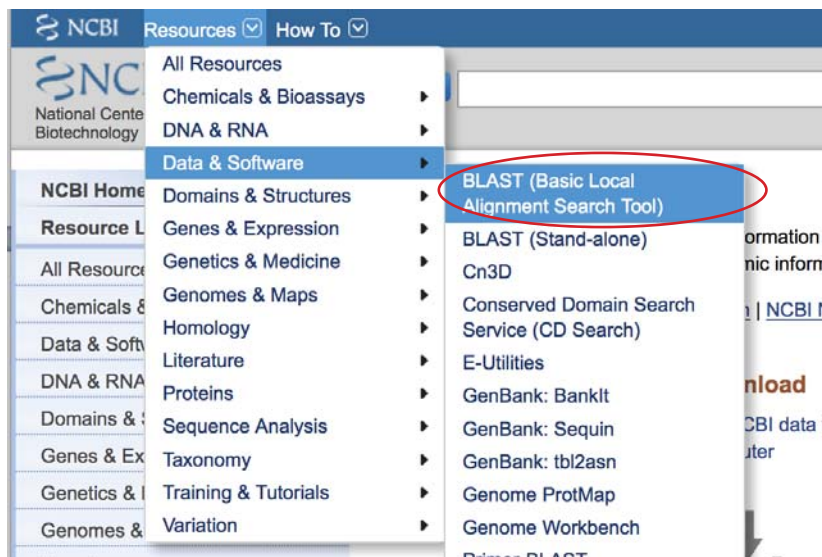 NCBI Resources How To
NC
National Cente
Biotechnology
All Resources
Chemicals & Bioassays
DNA & RNA
Data & Software
Domains & Structures
Genes & Expression
Genetics & Medicine
Genomes & Maps
Homology
Literature
Proteins
Sequence Analysis
Taxonomy
Training & Tutorials
Variation
BLAST (Basic Local
Alignment Search Tool)
BLAST (Stand-alone)
Cn3D
Conserved Domain Search
Service (CD Search)
E-Utilities
GenBank: BankIt
GenBank: Sequin
GenBank: tbl2asn
Genome ProtMap
Genome Workbench
Primer-BLAST
NCBI Home
Resource L
All Resource
Chemicals &
Data & Softw
DNA & RNA
Domains & S
Genes & Ex
Genetics & M
Genomes &
ormation
mic inform
| NCBI
nload
CBI data
uter